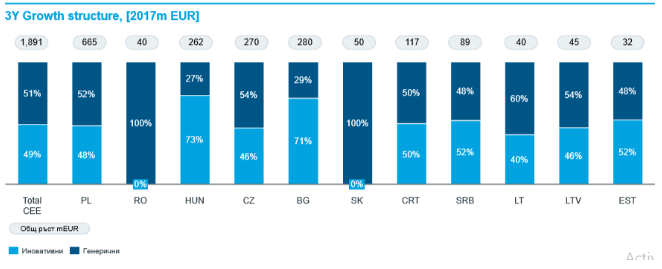 3Y Growth structure, [2017m EUR]
1,891 665 40 262 270 280 50 117 89 40 45 32
51% 52% 100% 27% 54% 29% 100% 50% 48% 60% 54% 48%
49% 48% 0% 73% 46% 71% 0% 50% 52% 40% 46% 52%
Total CEE PL RO HUN CZ BG SK CRT SRB LT LTV EST
Общ ръст mEUR
Иновативни Генерични
Activ